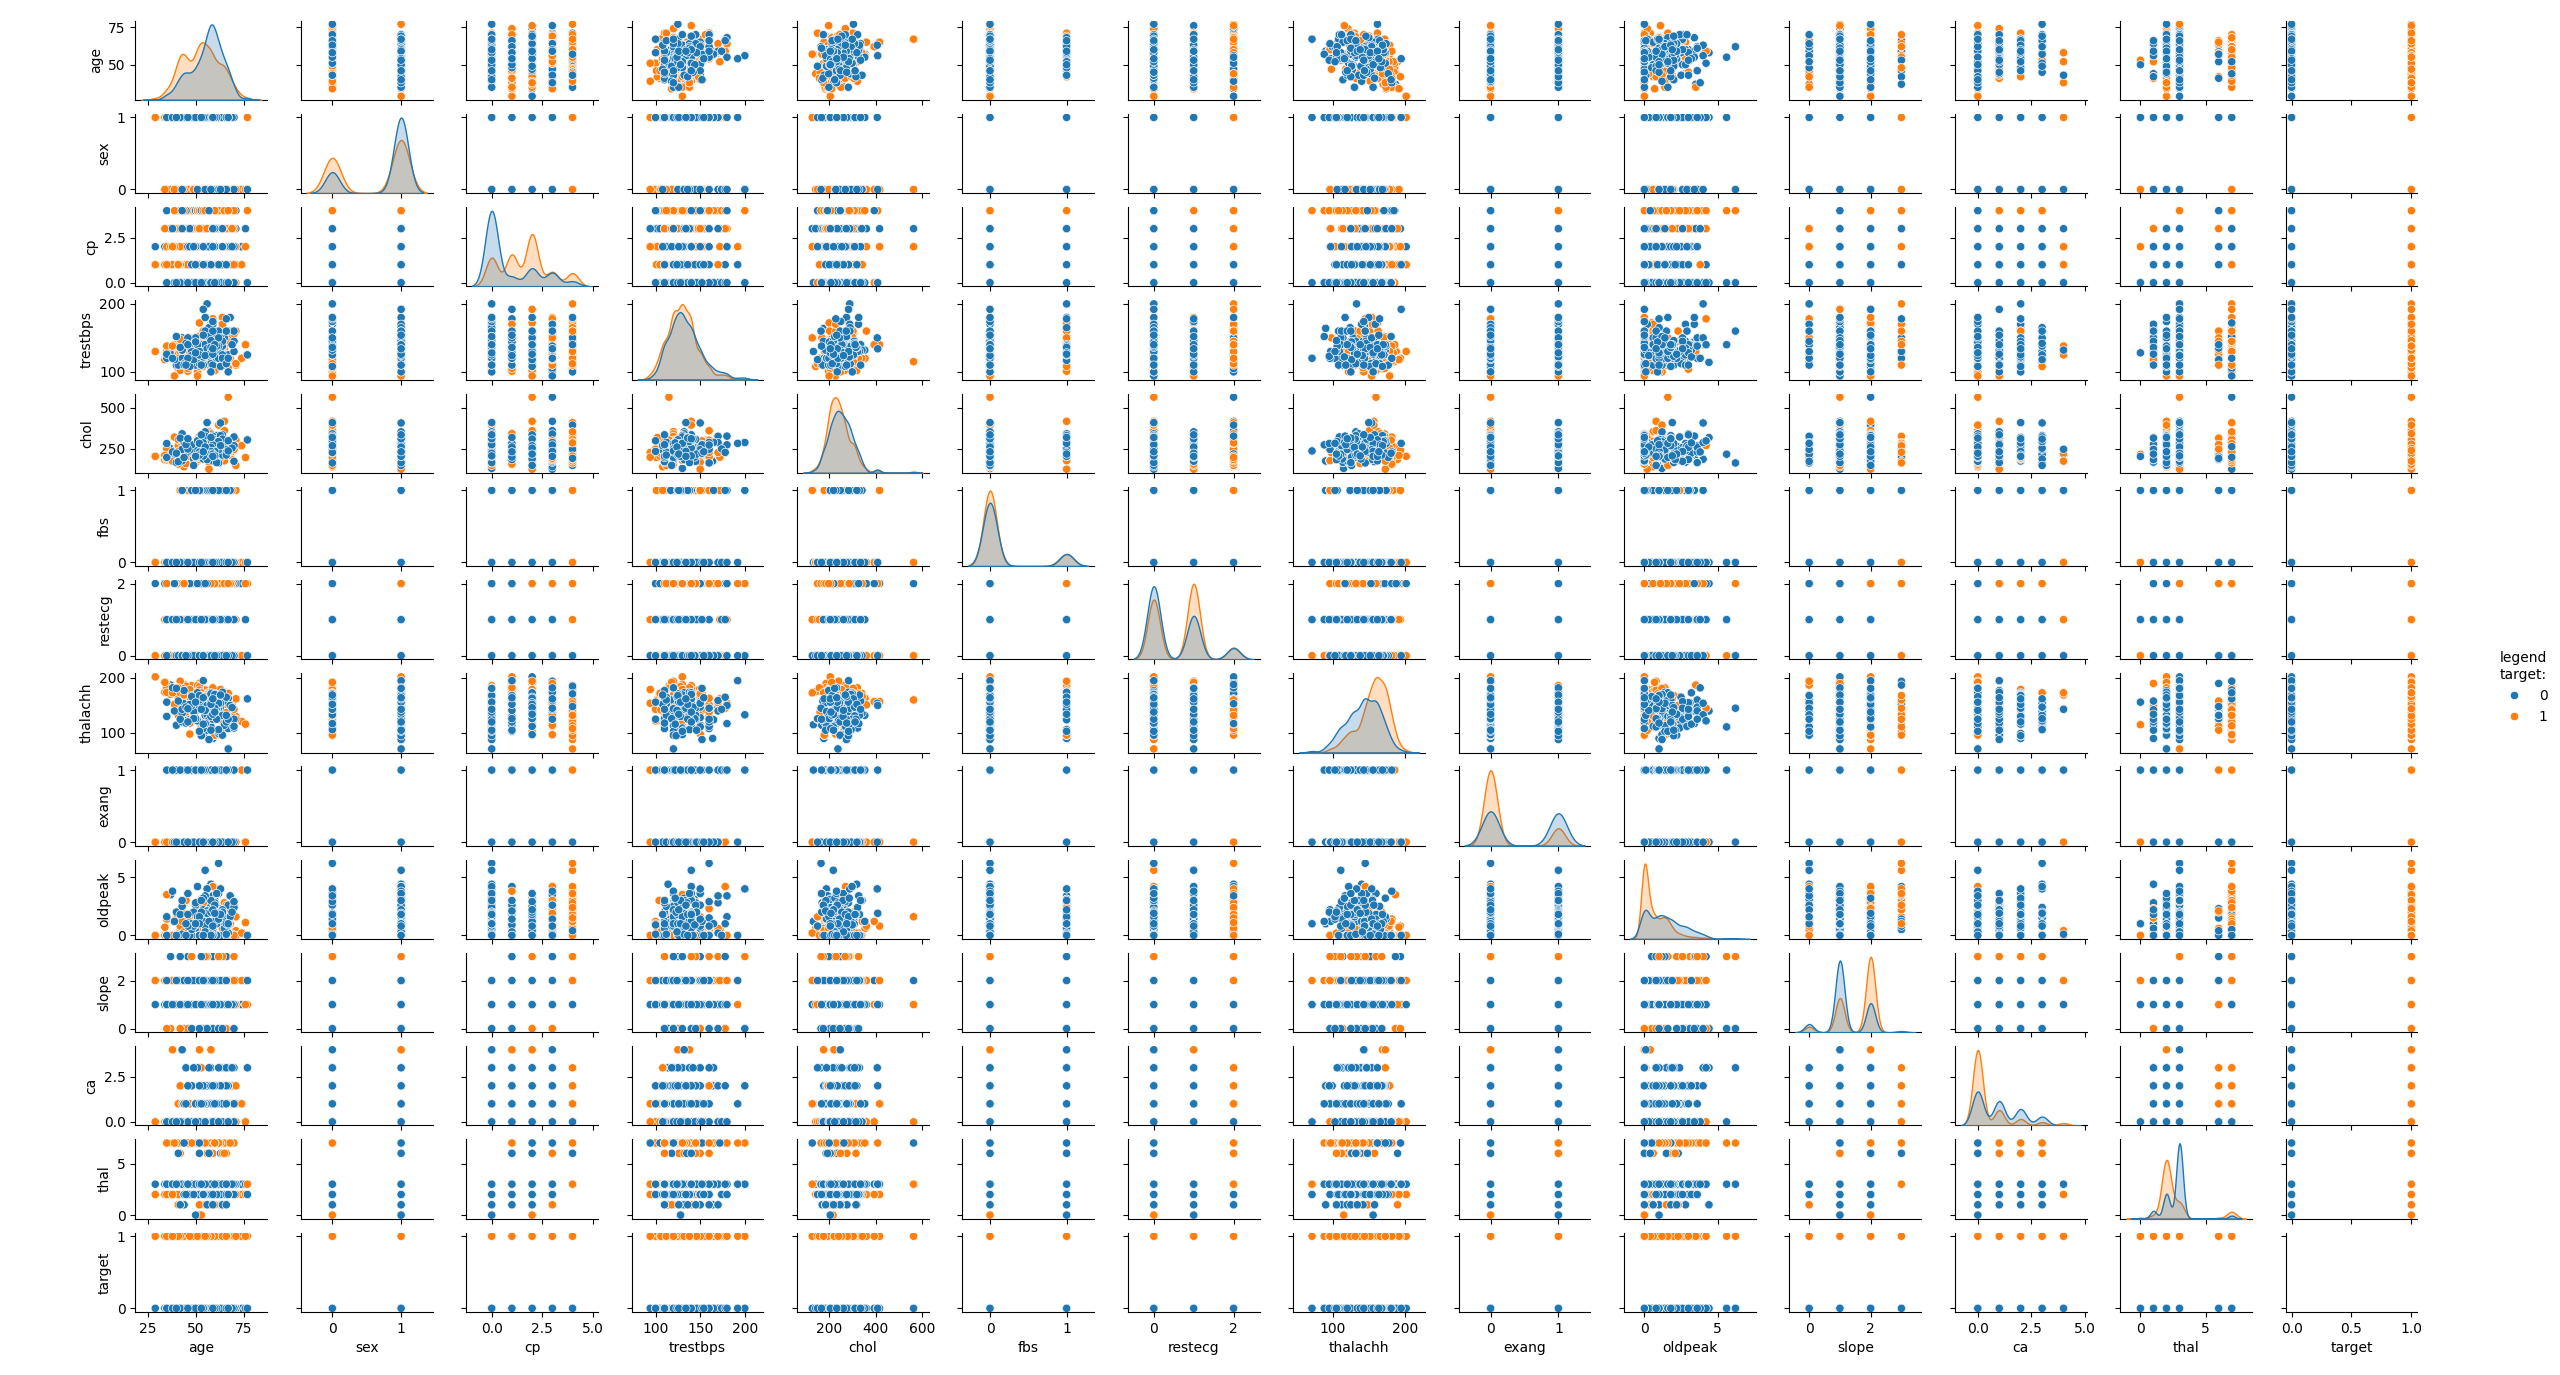 75
50
age
1
0
sex
2.5
0.0
cp
200
100
trestbps
500
250
chol
1
0
fbs
2
1
0
restecg
200
100
thalachh
1
0
exang
5
0
oldpeak
2
0
slope
2.5
0.0
ca
5
0
thal
1
0
target
25 50 75 0 1 0.0 2.5 5.0 100 150 200 200 400 600 0 1 0 2 100 200 0 1 0 5 0 2 0.0 2.5 5.0 0 5 0.0 0.5 1.0
age sex cp trestbps chol fbs restecg thalachh exang oldpeak slope ca thal target
legend
target:
0
1